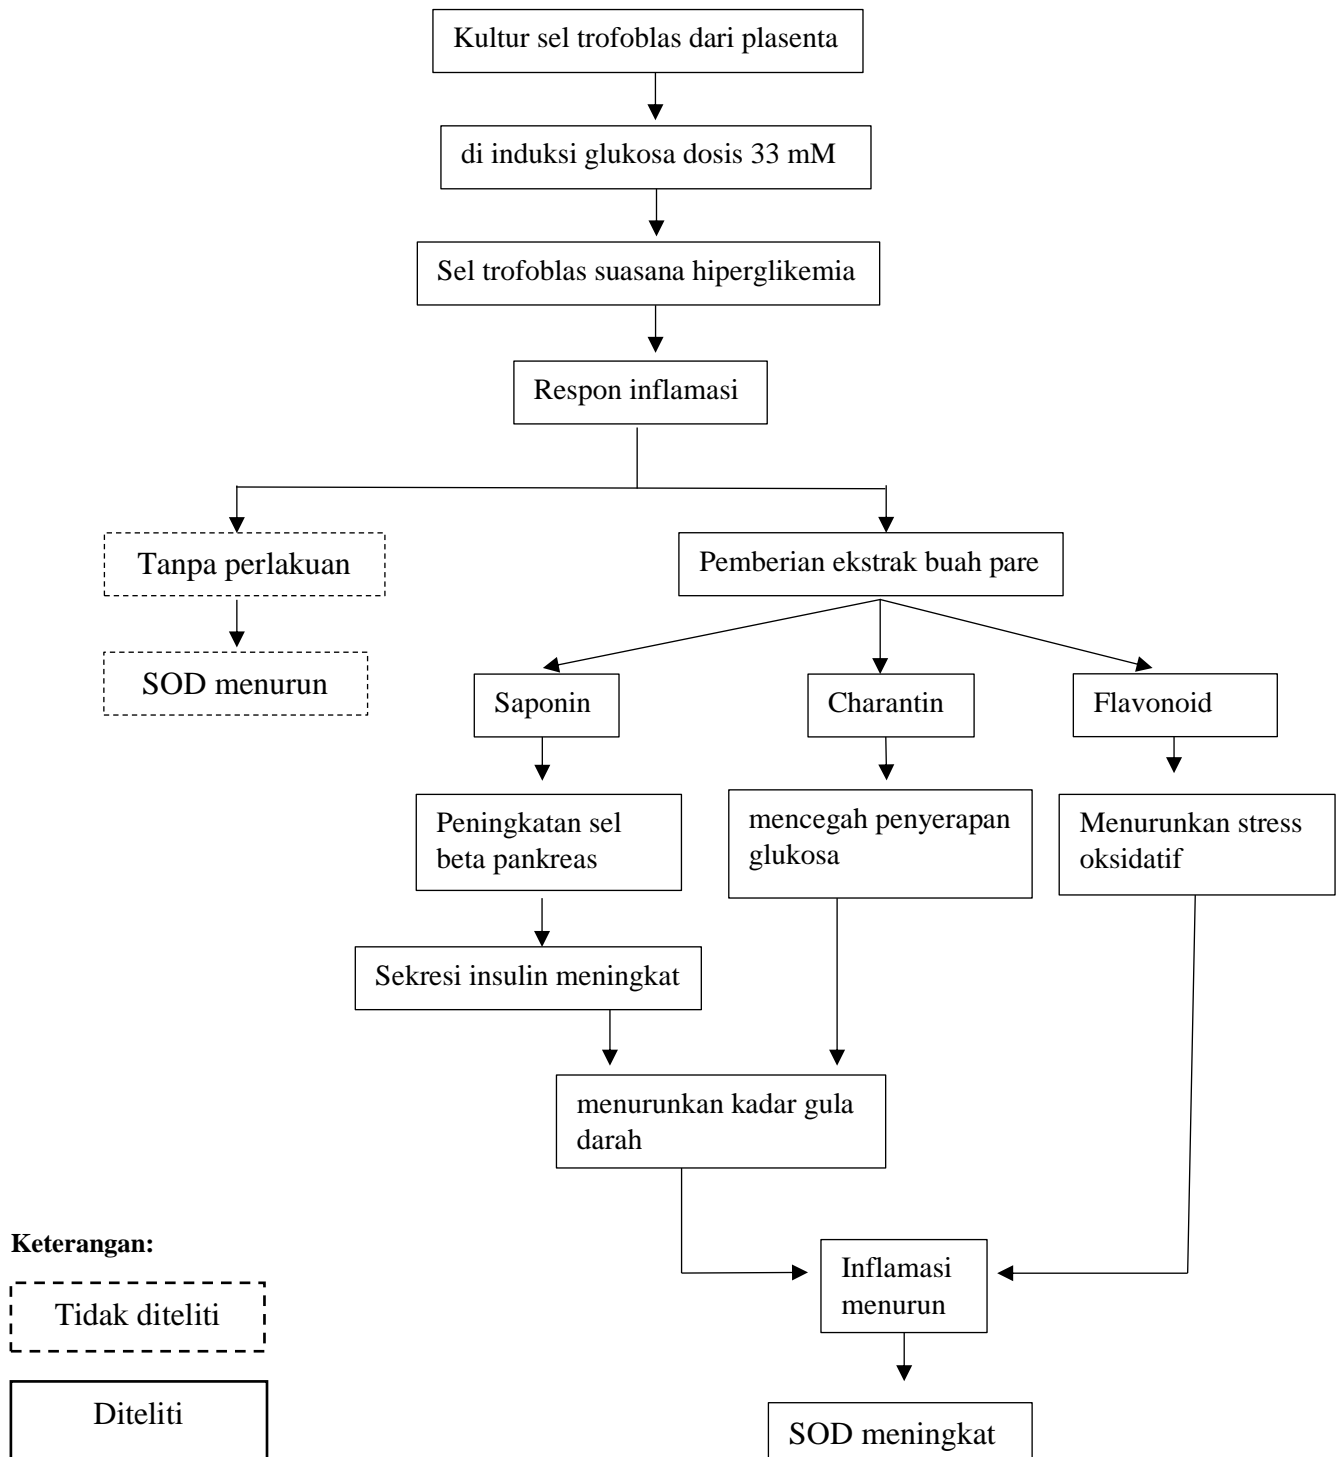 Kultur sel trofoblas dari plasenta
di induksi glukosa dosis 33 mM
Sel trofoblas suasana hiperglikemia
Respon inflamasi
Tanpa perlakuan
Pemberian ekstrak buah pare
SOD menurun
Saponin
Charantin
Flavonoid
Peningkatan sel
beta pankreas
mencegah penyerapan
glukosa
Menurunkan stress
oksidatif
Sekresi insulin meningkat
menurunkan kadar gula
darah
Inflamasi
menurun
SOD meningkat
Keterangan:
Tidak diteliti
Diteliti